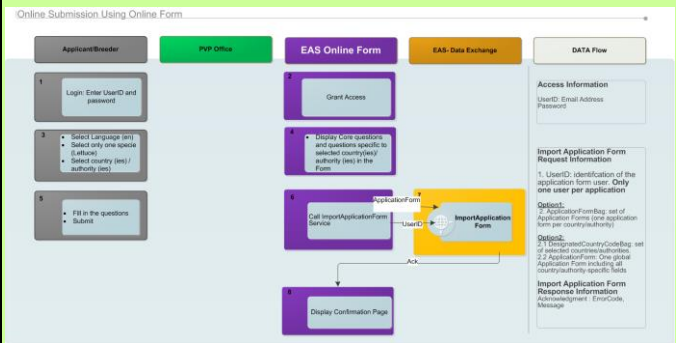 Online Submission Using Online Form
Applicant/Breeder
PVP Office
EAS Online Form
EAS- Data Exchange
DATA Flow
1
Login: Enter UserID and
password
2
Grant Access
Access Information
UserID: Email Address
Password
3
• Select Language (en)
• Select only one specie
(Lettuce)
• Select country (ies) /
authority (ies)
4
• Display Core questions
and questions specific to
selected country(ies)/
authority (ies) in the
Form
Import Application Form
Request Information
1. UserID: identifcation of the
application form user. Only
one user per application
Option1:
2. ApplicationFormBag: set of
Application Forms (one application
form per country/authority)
Option2:
2.1 DesignatedCountryCodeBag: set
of selected countries/authorities.
2.2 ApplicationForm: One global
Application Form including all
country/authority specific fields
Import Application Form
Response Information
Acknowledgment : ErrorCode,
Message
5
• Fill in the questions
• Submit
6
Call ImportApplicationForm
Service
ApplicationForm
UserID
7
ImportApplication
Form
Ack
8
Display Confirmation Page